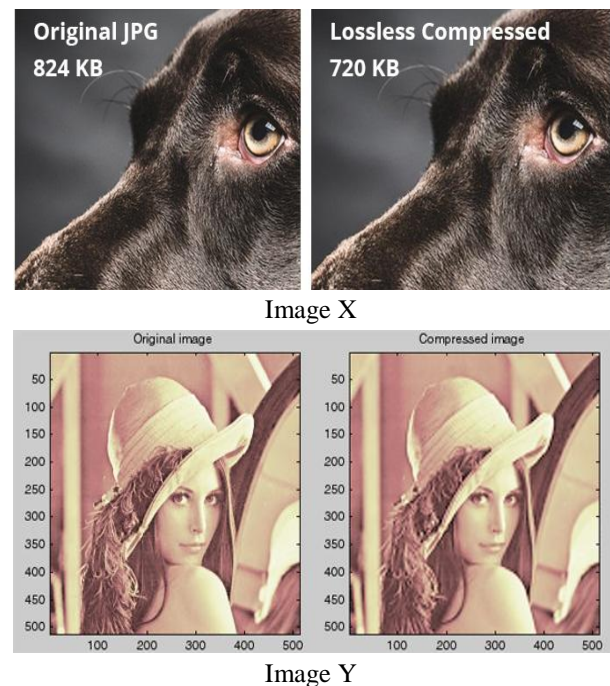 Original JPG
824 KB
Lossless Compressed
720 KB
Image X
Original image
Compressed image
50
100
150
200
250
300
350
400
450
500
100 200 300 400 500
50
100
150
200
250
300
350
400
450
500
100 200 300 400 500
Image Y